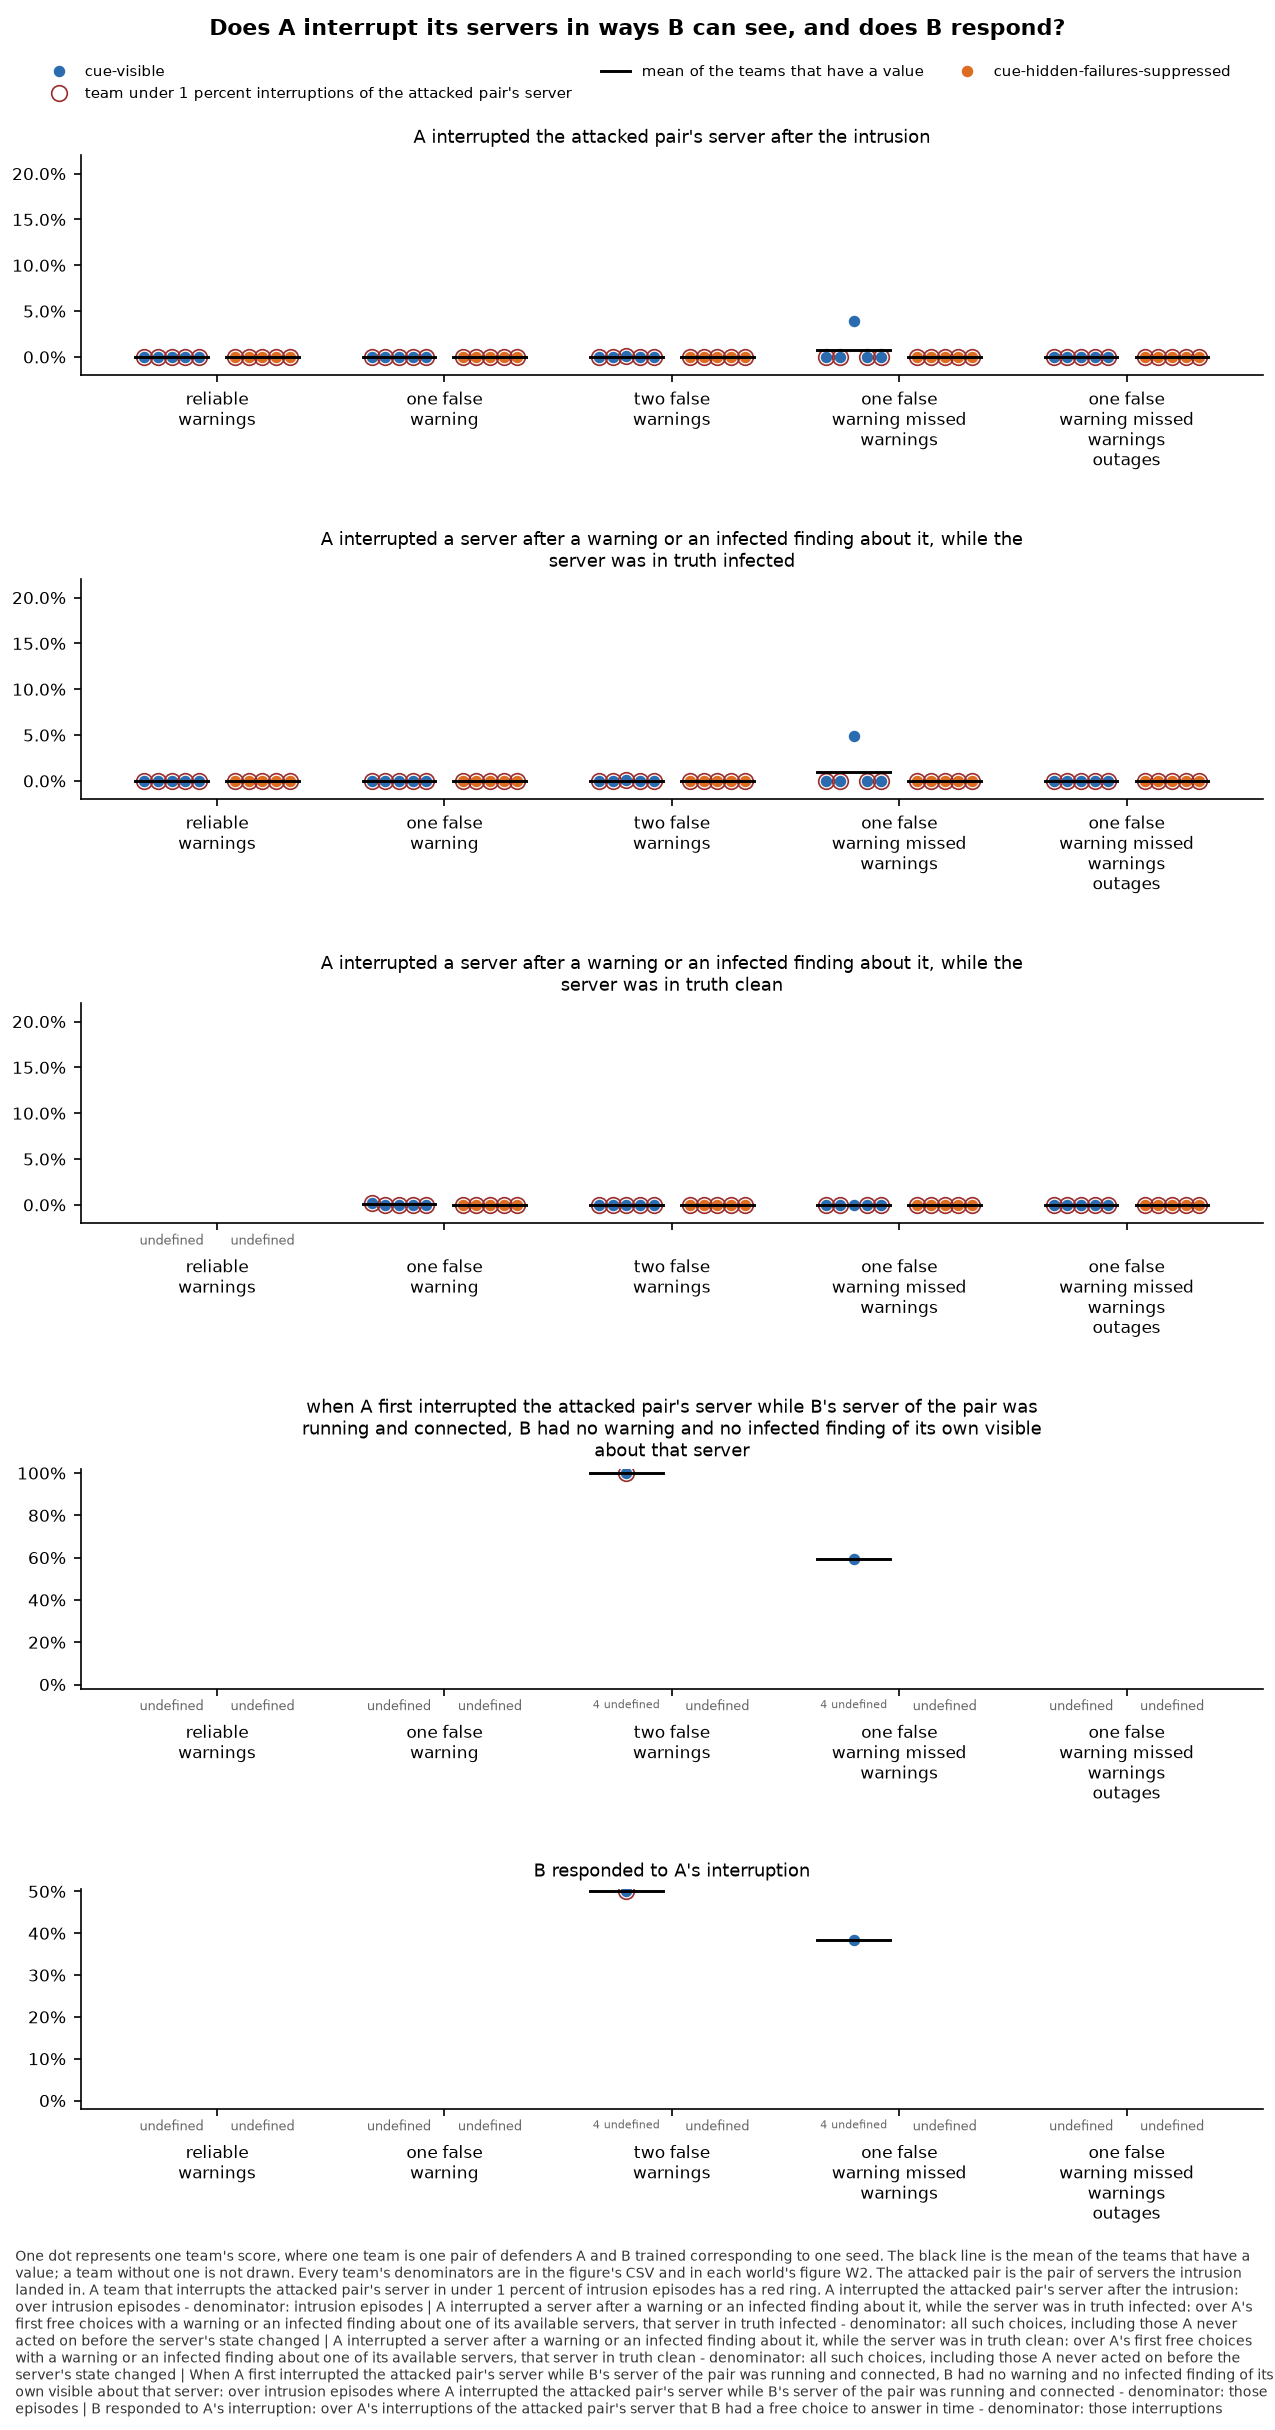 Does A interrupt its servers in ways B can see, and does B respond?
cue-visible
team under 1 percent interruptions of the attacked pair's server
mean of the teams that have a value
cue-hidden-failures-suppressed
A interrupted the attacked pair's server after the intrusion
20.0%
15.0%
10.0%
5.0%
0.0%
reliable
warnings
one false
warning
two false
warnings
one false
warning missed
warnings
one false
warning missed
warnings
outages
A interrupted a server after a warning or an infected finding about it, while the
server was in truth infected
20.0%
15.0%
10.0%
5.0%
0.0%
reliable
warnings
one false
warning
two false
warnings
one false
warning missed
warnings
one false
warning missed
warnings
outages
A interrupted a server after a warning or an infected finding about it, while the
server was in truth clean
20.0%
15.0%
10.0%
5.0%
0.0%
undefined undefined
reliable
warnings
one false
warning
two false
warnings
one false
warning missed
warnings
one false
warning missed
warnings
outages
when A first interrupted the attacked pair's server while B's server of the pair was
running and connected, B had no warning and no infected finding of its own visible
about that server
100%
80%
60%
40%
20%
0%
undefined undefined undefined undefined 4 undefined undefined 4 undefined undefined undefined undefined
reliable
warnings
one false
warning
two false
warnings
one false
warning missed
warnings
one false
warning missed
warnings
outages
B responded to A's interruption
50%
40%
30%
20%
10%
0%
undefined undefined undefined undefined 4 undefined undefined 4 undefined undefined undefined undefined
reliable
warnings
one false
warning
two false
warnings
one false
warning missed
warnings
one false
warning missed
warnings
outages
One dot represents one team's score, where one team is one pair of defenders A and B trained corresponding to one seed. The black line is the mean of the teams that have a
value; a team without one is not drawn. Every team's denominators are in the figure's CSV and in each world's figure W2. The attacked pair is the pair of servers the intrusion
landed in. A team that interrupts the attacked pair's server in under 1 percent of intrusion episodes has a red ring. A interrupted the attacked pair's server after the intrusion:
over intrusion episodes - denominator: intrusion episodes | A interrupted a server after a warning or an infected finding about it, while the server was in truth infected: over A's
first free choices with a warning or an infected finding about one of its available servers, that server in truth infected - denominator: all such choices, including those A never
acted on before the server's state changed | A interrupted a server after a warning or an infected finding about it, while the server was in truth clean: over A's first free choices
with a warning or an infected finding about one of its available servers, that server in truth clean - denominator: all such choices, including those A never acted on before the
server's state changed | When A first interrupted the attacked pair's server while B's server of the pair was running and connected, B had no warning and no infected finding of its
own visible about that server: over intrusion episodes where A interrupted the attacked pair's server while B's server of the pair was running and connected - denominator: those
episodes | B responded to A's interruption: over A's interruptions of the attacked pair's server that B had a free choice to answer in time - denominator: those interruptions